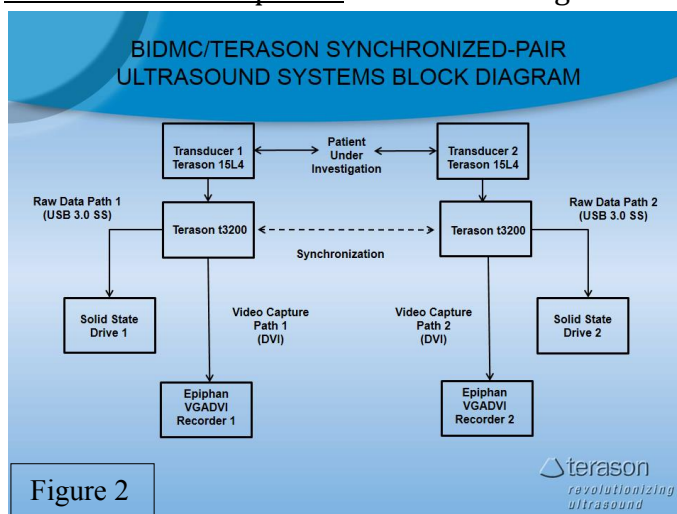 BIDMC/TERASON SYNCHRONIZED-PAIR
ULTRASOUND SYSTEMS BLOCK DIAGRAM
Transducer 1
Terason 15L4
Patient
Under
Investigation
Transducer 2
Terason 15L4
Raw Data Path 1
(USB 3.0 SS)
Terason t3200
Synchronization
Terason t3200
Raw Data Path 2
(USB 3.0 SS)
Solid State
Drive 1
Video Capture
Path 1
(DVI)
Video Capture
Path 2
(DVI)
Solid State
Drive 2
Epiphan
VGADVI
Recorder 1
Epiphan
VGADVI
Recorder 2
Figure 2
terason
revolutionizing
ultrasound